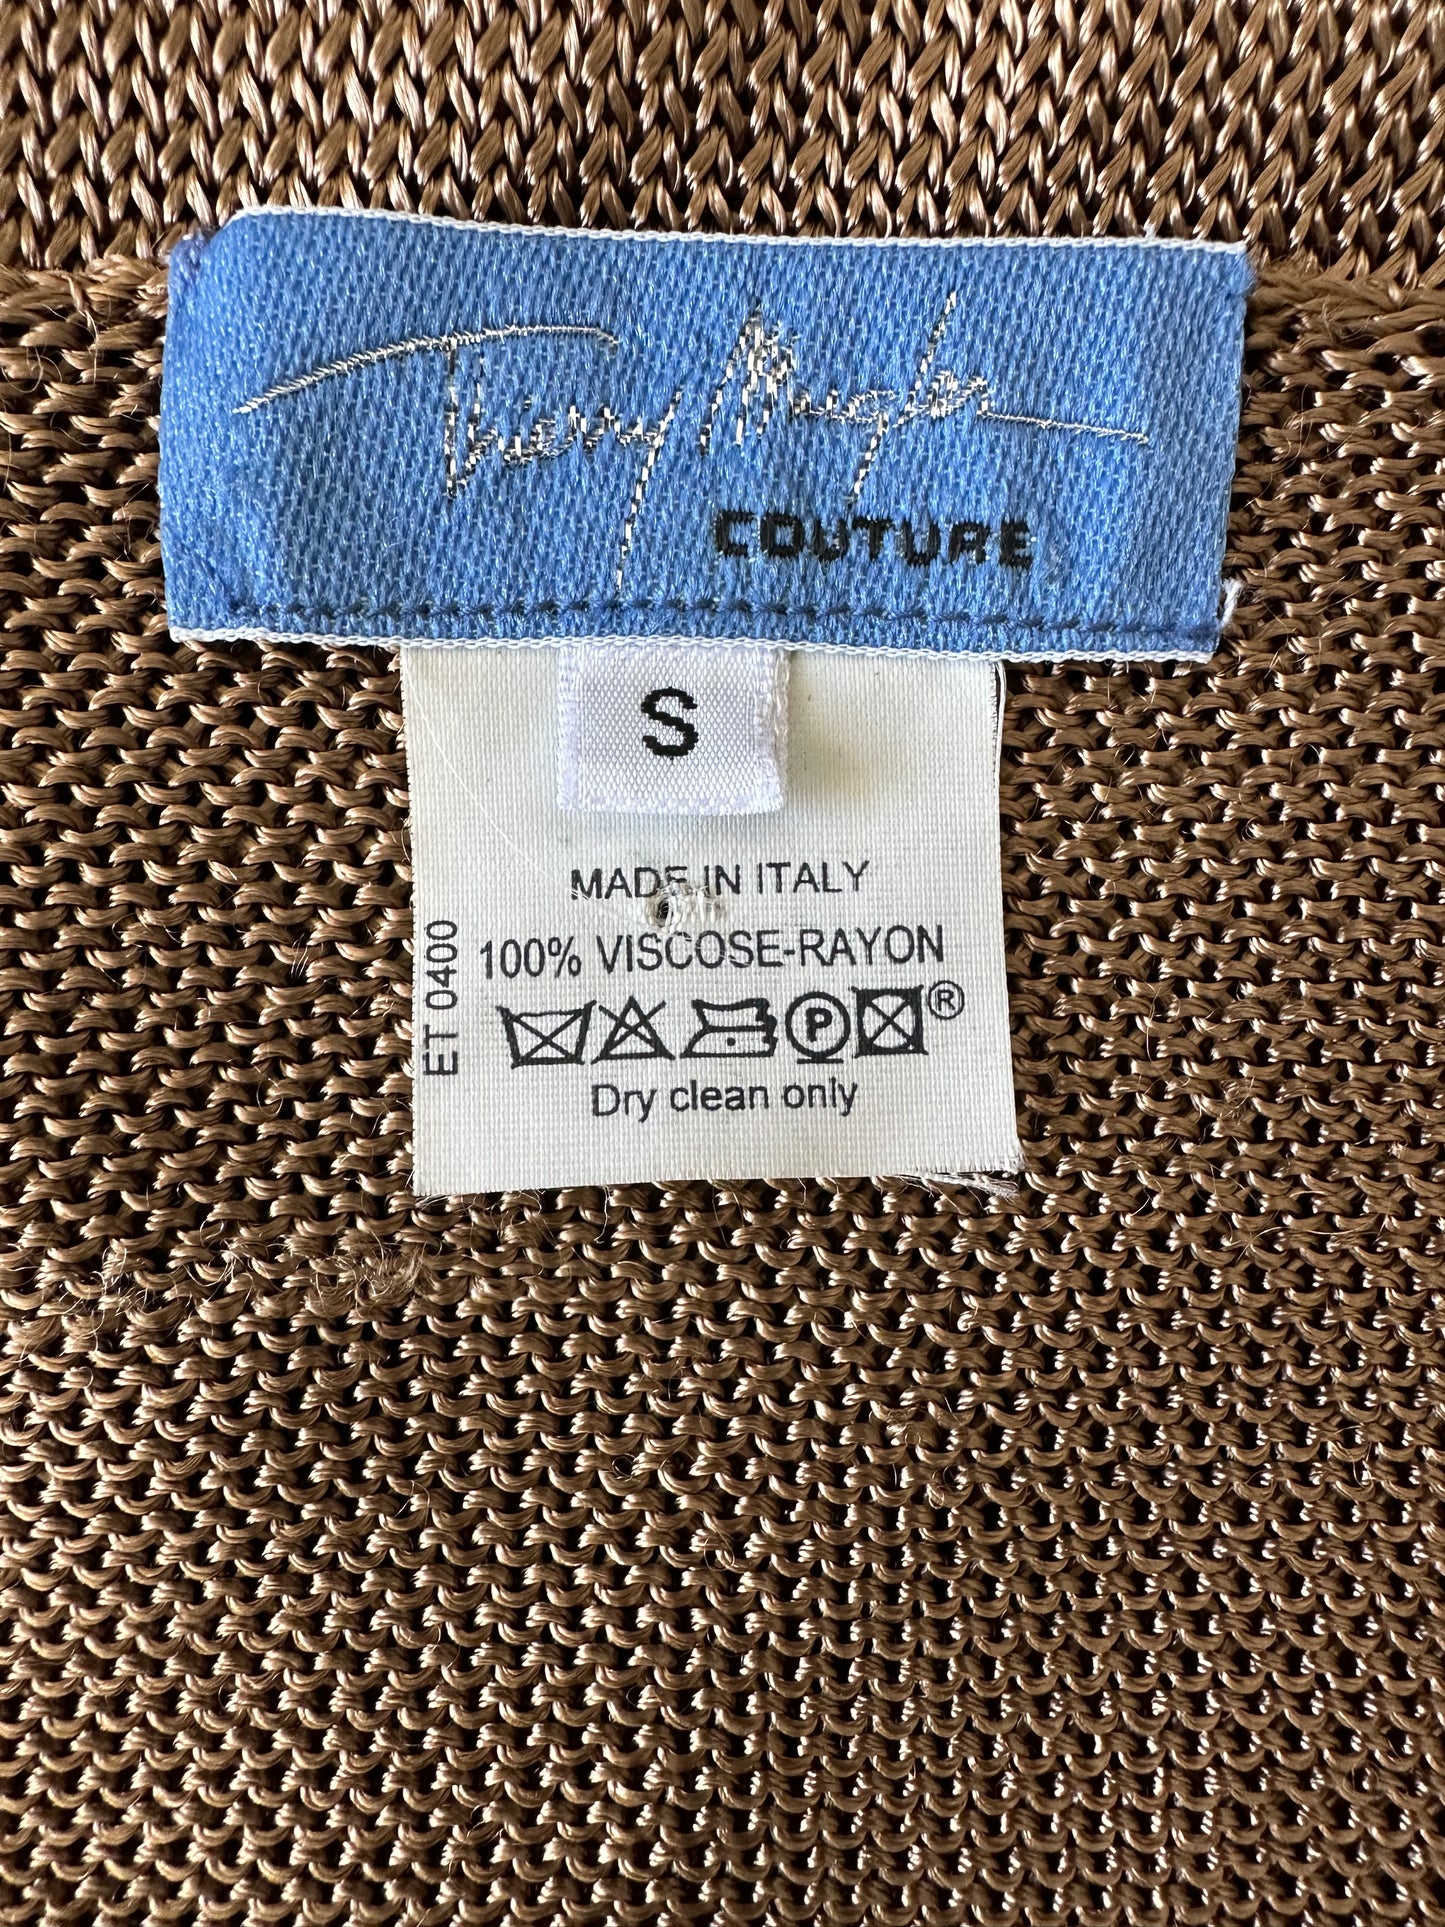 Thierry Mugler
COUTURE
S
MADE IN ITALY
100% VISCOSE-RAYON
P
®
Dry clean only
ET 0400